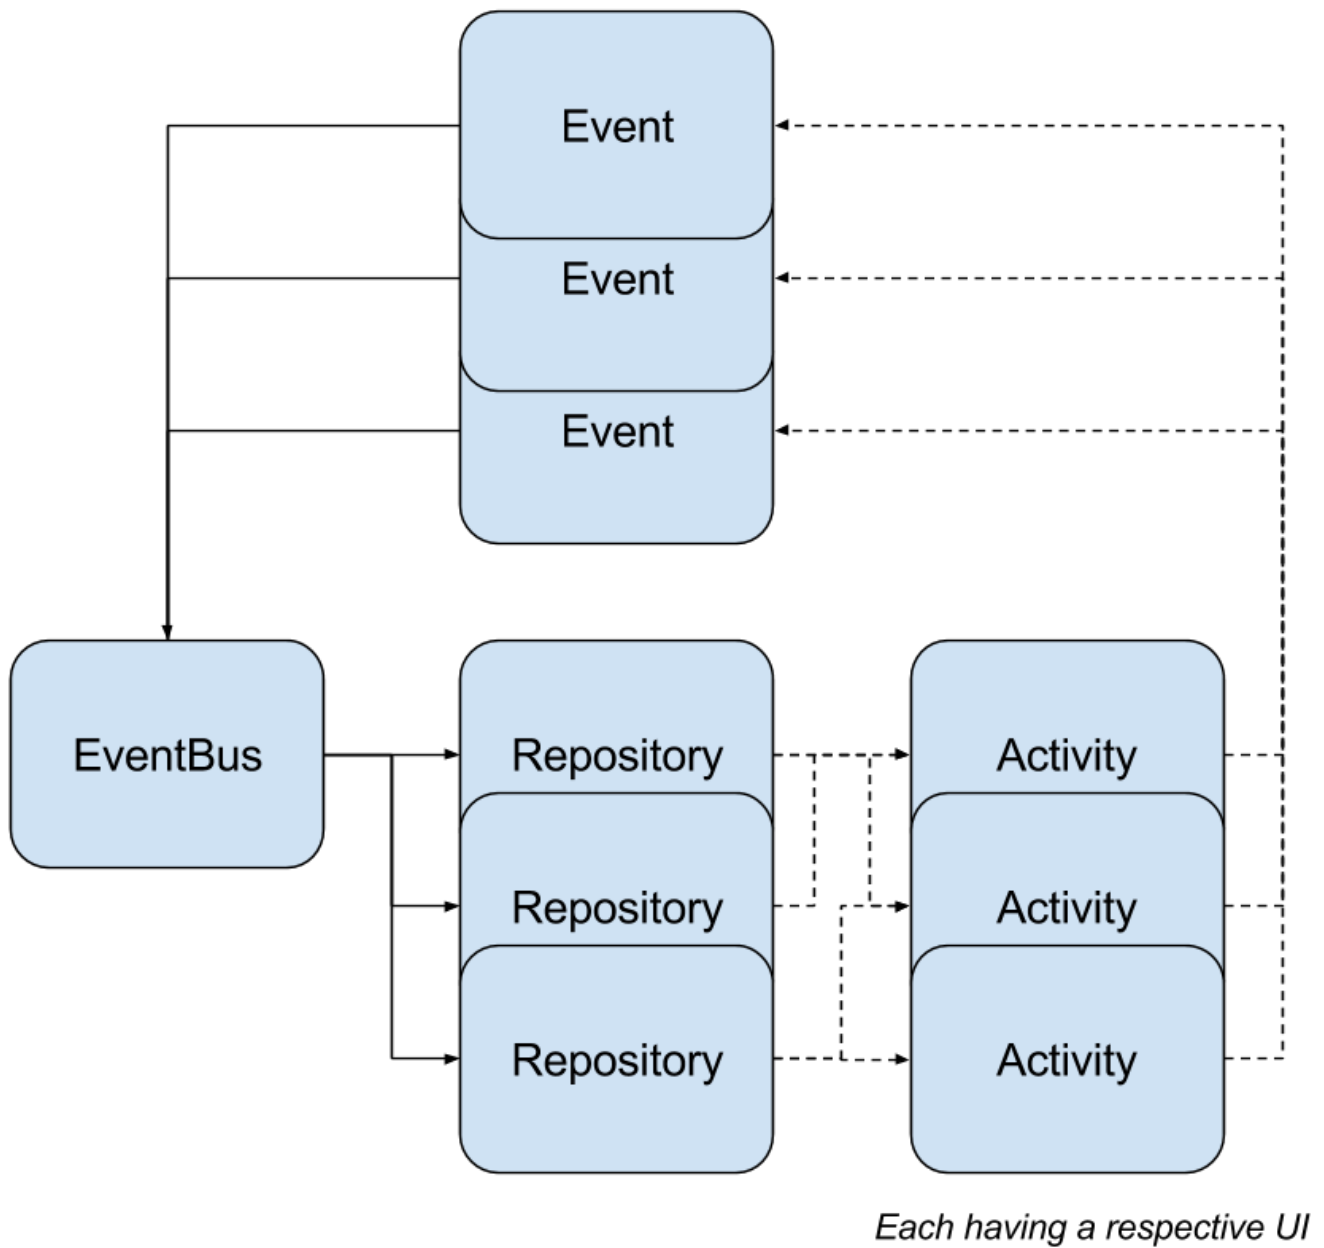 Event
Event
Event
EventBus
Repository
Activity
Repository
Activity
Repository
Activity
Each having a respective UI